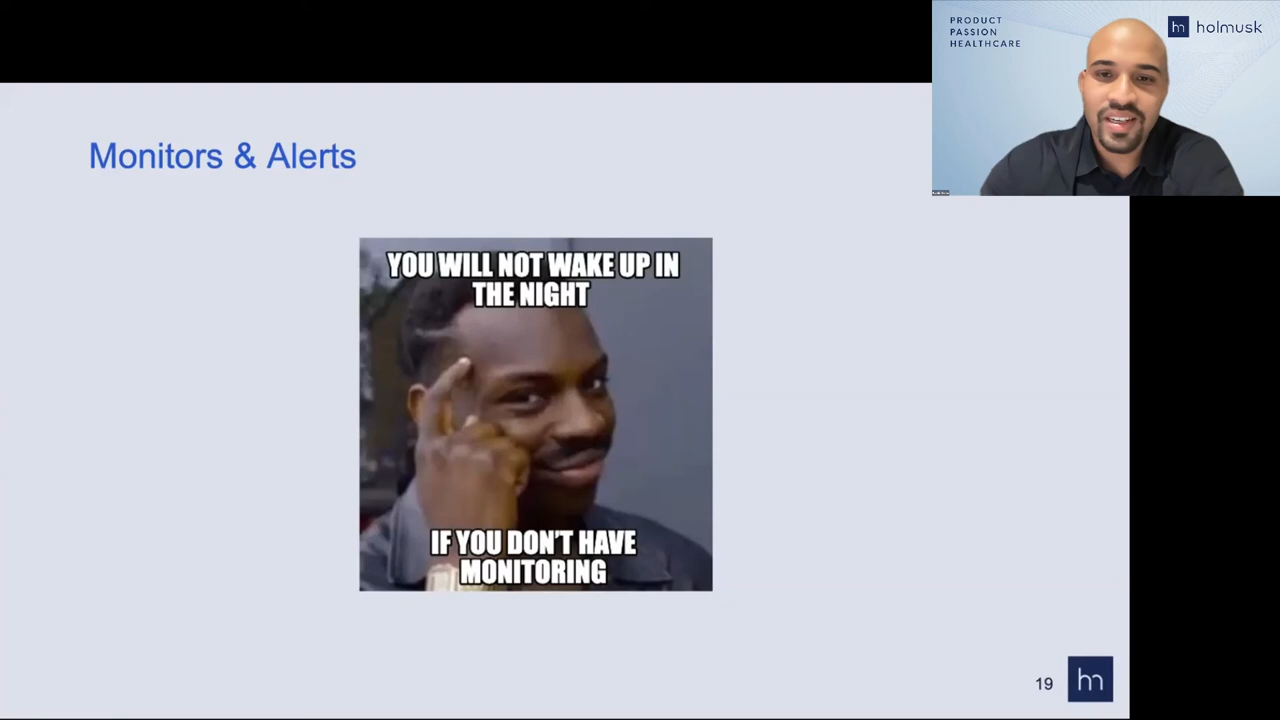 PRODUCT
PASSION
HEALTHCARE
hm holmusk
Monitors & Alerts
YOU WILL NOT WAKE UP IN
THE NIGHT
IF YOU DON'T HAVE
MONITORING
19
hm